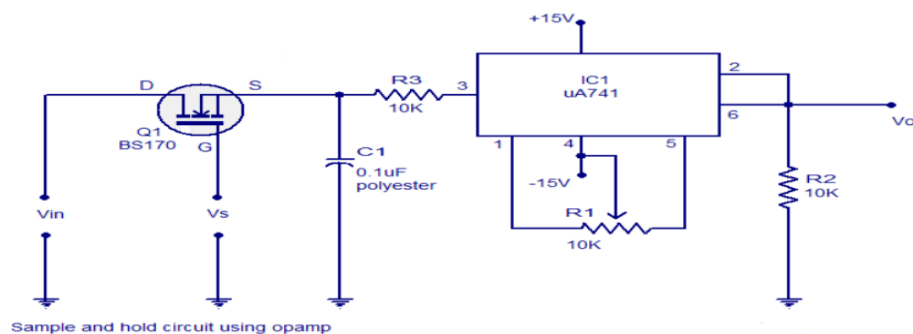 +15V
D
S
R3
10K
3
IC1
uA741
2
6
Q1
BS170
G
C1
0.1uF
polyester
1
4
5
-15V
R1
10K
R2
10K
Vin
Vs
Sample and hold circuit using opamp